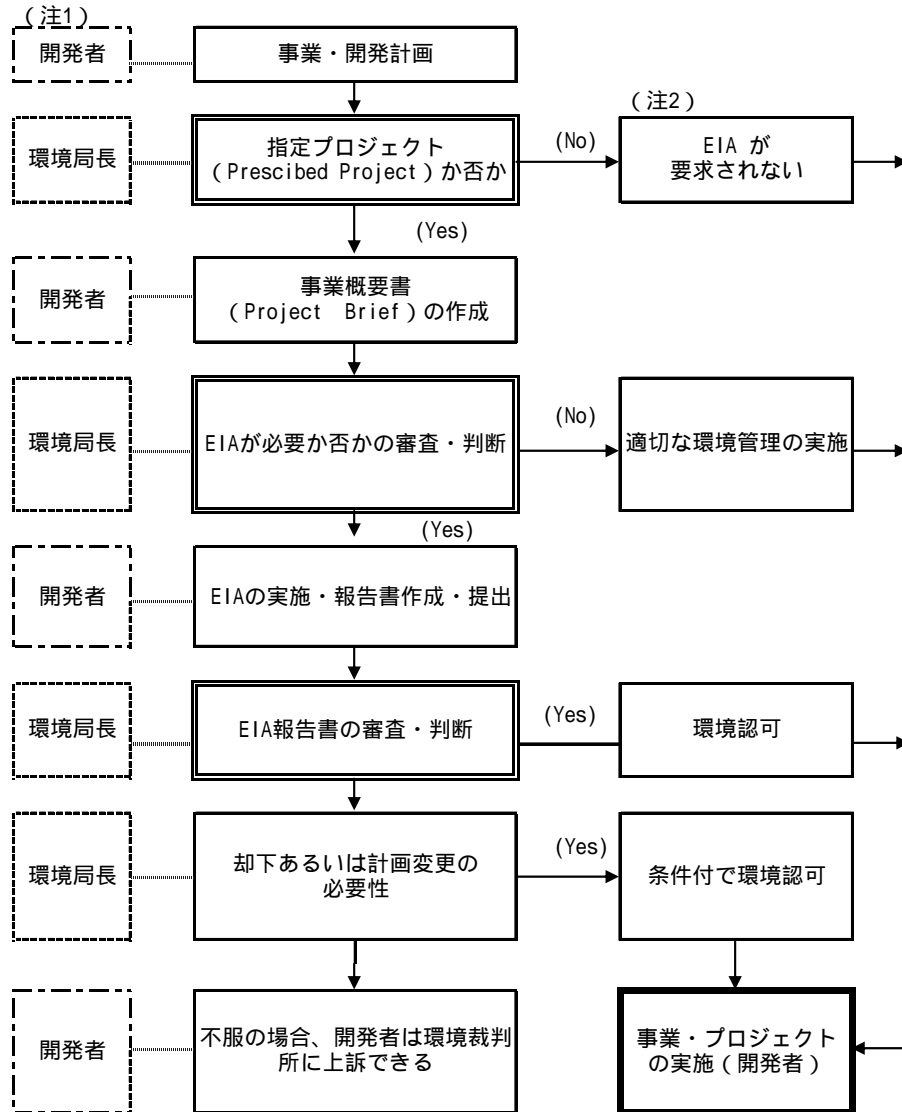 （注1）
開発者
事業・開発計画
（注2）
環境局長
指定プロジェクト
（Prescibed Project）か否か
(No)
EIA が
要求されない
(Yes)
開発者
事業概要書
（Project　Brief）の作成
環境局長
EIAが必要か否かの審査・判断
(No)
適切な環境管理の実施
(Yes)
開発者
EIAの実施・報告書作成・提出
環境局長
EIA報告書の審査・判断
(Yes)
環境認可
環境局長
却下あるいは計画変更の
必要性
(Yes)
条件付で環境認可
開発者
不服の場合、開発者は環境裁判
所に上訴できる
事業・プロジェクト
の実施（開発者）